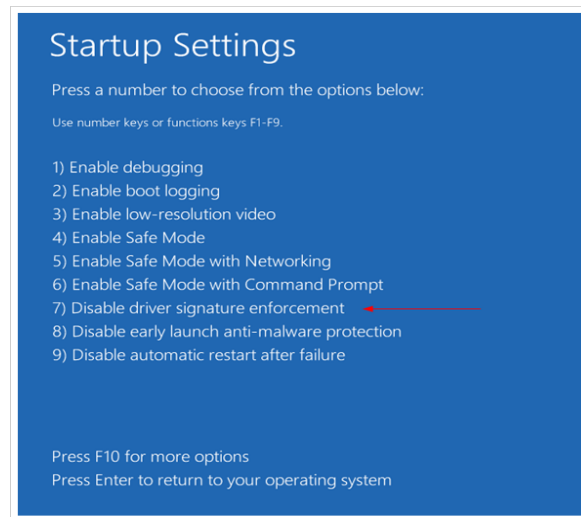 Startup Settings
Press a number to choose from the options below:
Use number keys or functions keys F1-F9.
1) Enable debugging
2) Enable boot logging
3) Enable low-resolution video
4) Enable Safe Mode
5) Enable Safe Mode with Networking
6) Enable Safe Mode with Command Prompt
7) Disable driver signature enforcement
8) Disable early launch anti-malware protection
9) Disable automatic restart after failure
Press F10 for more options
Press Enter to return to your operating system